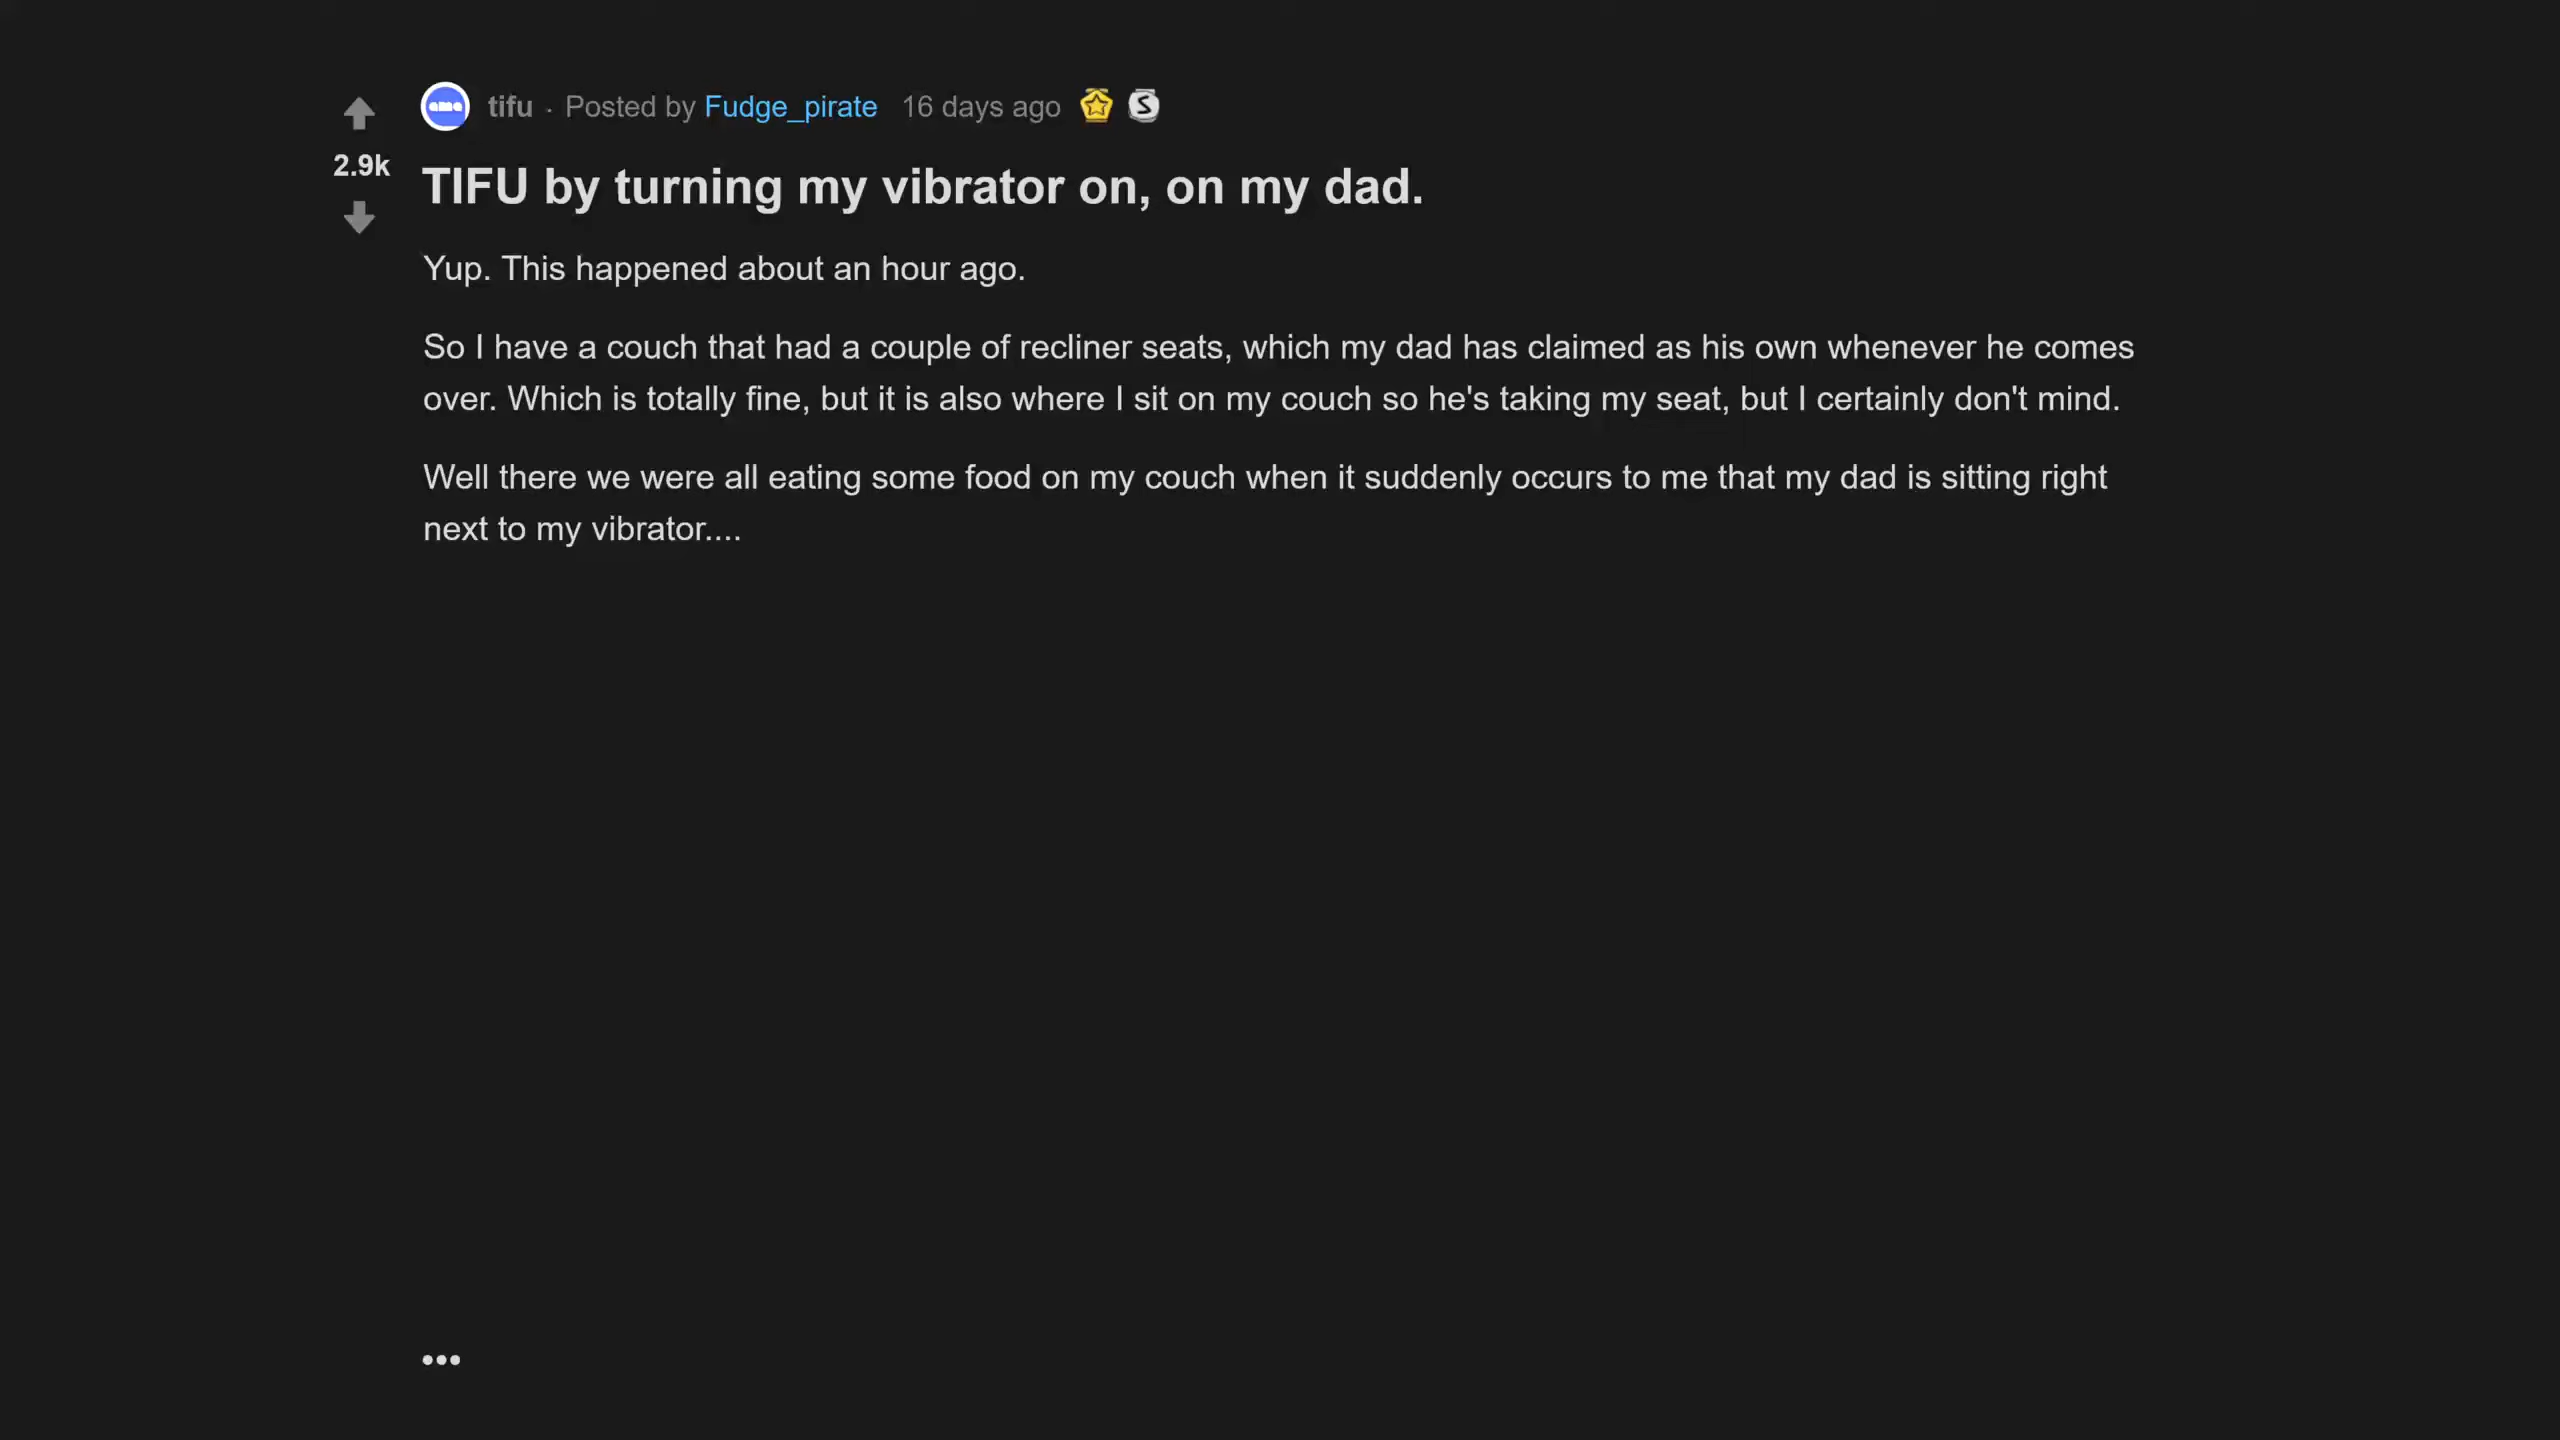 tifu · Posted by Fudge_pirate 16 days ago
2.9k
TIFU by turning my vibrator on, on my dad.
Yup. This happened about an hour ago.
So I have a couch that had a couple of recliner seats, which my dad has claimed as his own whenever he comes
over. Which is totally fine, but it is also where I sit on my couch so he's taking my seat, but I certainly don't mind.
Well there we were all eating some food on my couch when it suddenly occurs to me that my dad is sitting right
next to my vibrator....